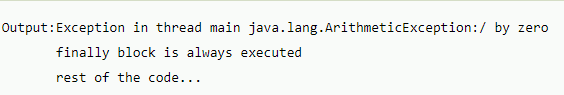 Output:Exception in thread main java.lang.ArithmeticException:/ by zero
finally block is always executed
rest of the code...